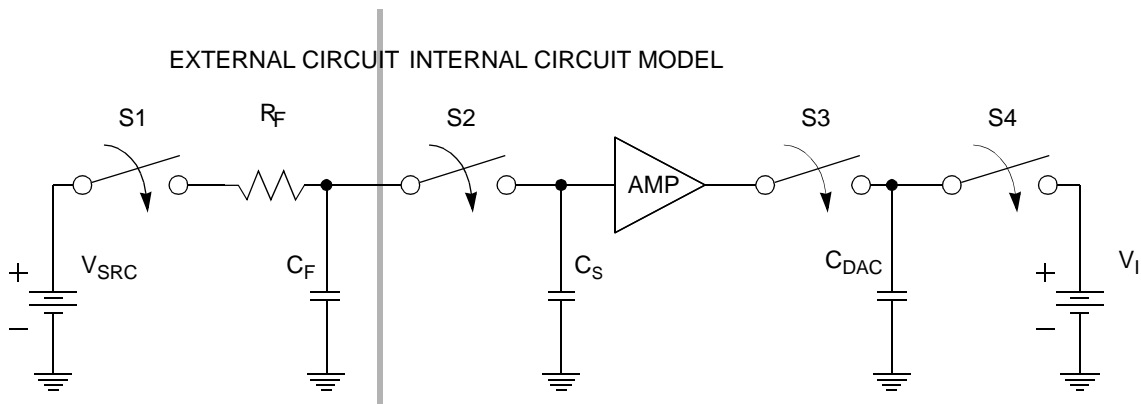 EXTERNAL CIRCUIT INTERNAL CIRCUIT MODEL
S1 RF S2 S3 S4
AMP
+ VSRC CF CS CDAC + VI
– –